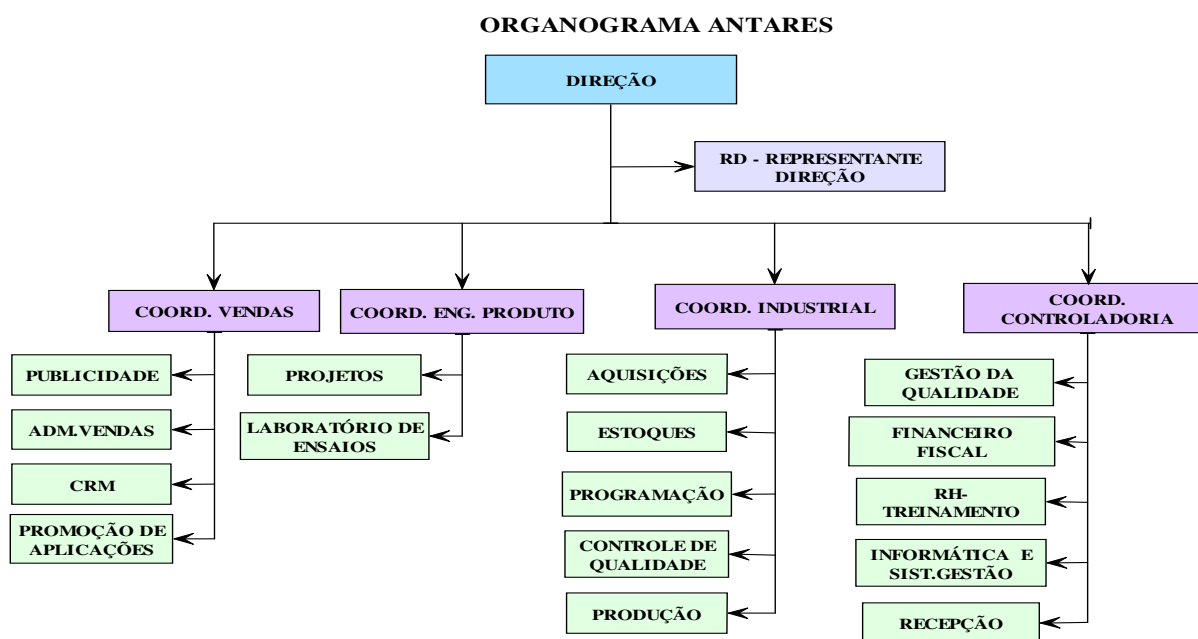 ORGANOGRAMA ANTARES
DIREÇÃO
RD - REPRESENTANTE
DIREÇÃO
COORD. VENDAS
PUBLICIDADE
ADM.VENDAS
CRM
PROMOÇÃO DE
APLICAÇÕES
COORD. ENG. PRODUTO
PROJETOS
LABORATÓRIO DE
ENSAIOS
COORD. INDUSTRIAL
AQUISIÇÕES
ESTOQUES
PROGRAMAÇÃO
CONTROLE DE
QUALIDADE
PRODUÇÃO
COORD.
CONTROLADORIA
GESTÃO DA
QUALIDADE
FINANCEIRO
FISCAL
RH-
TREINAMENTO
INFORMÁTICA E
SIST.GESTÃO
RECEPÇÃO